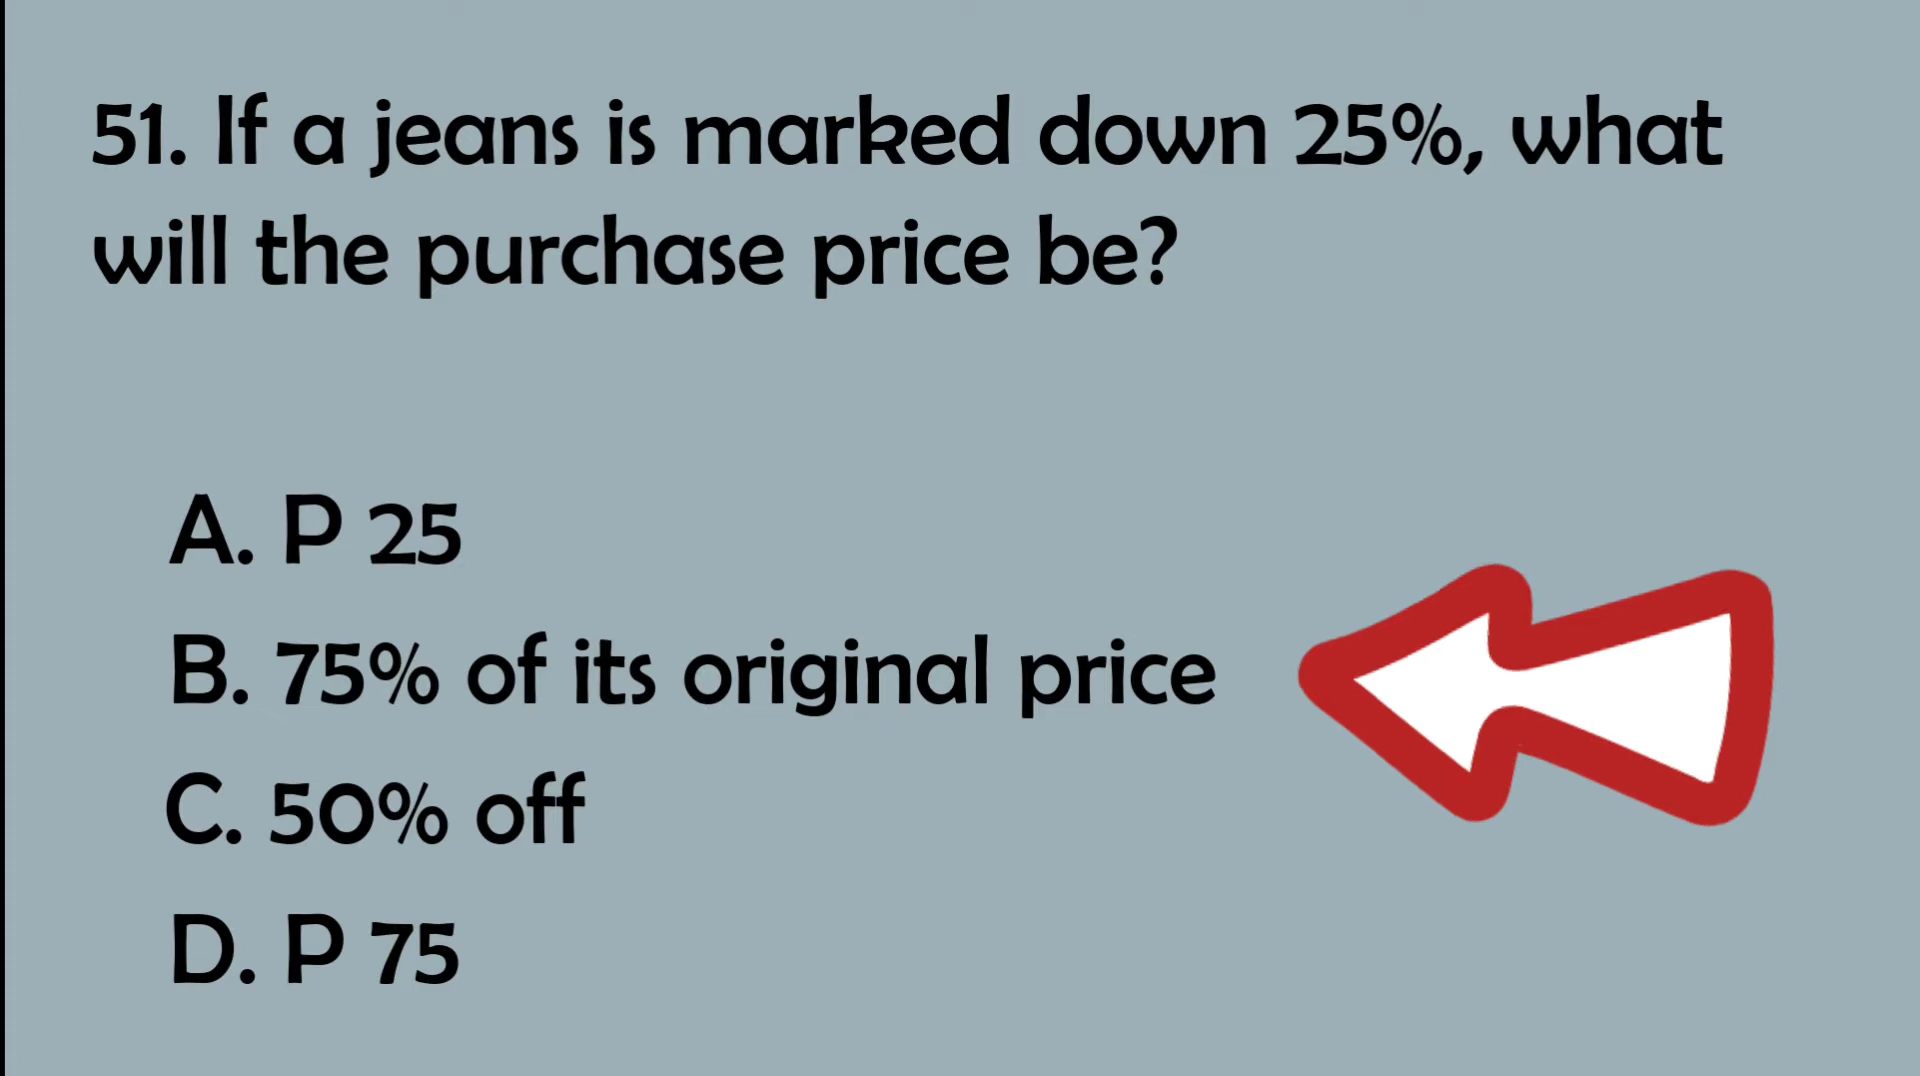 51. If a jeans is marked down 25%, what
will the purchase price be?
A. P 25
B. 75% of its original price
C. 50% off
D. P 75